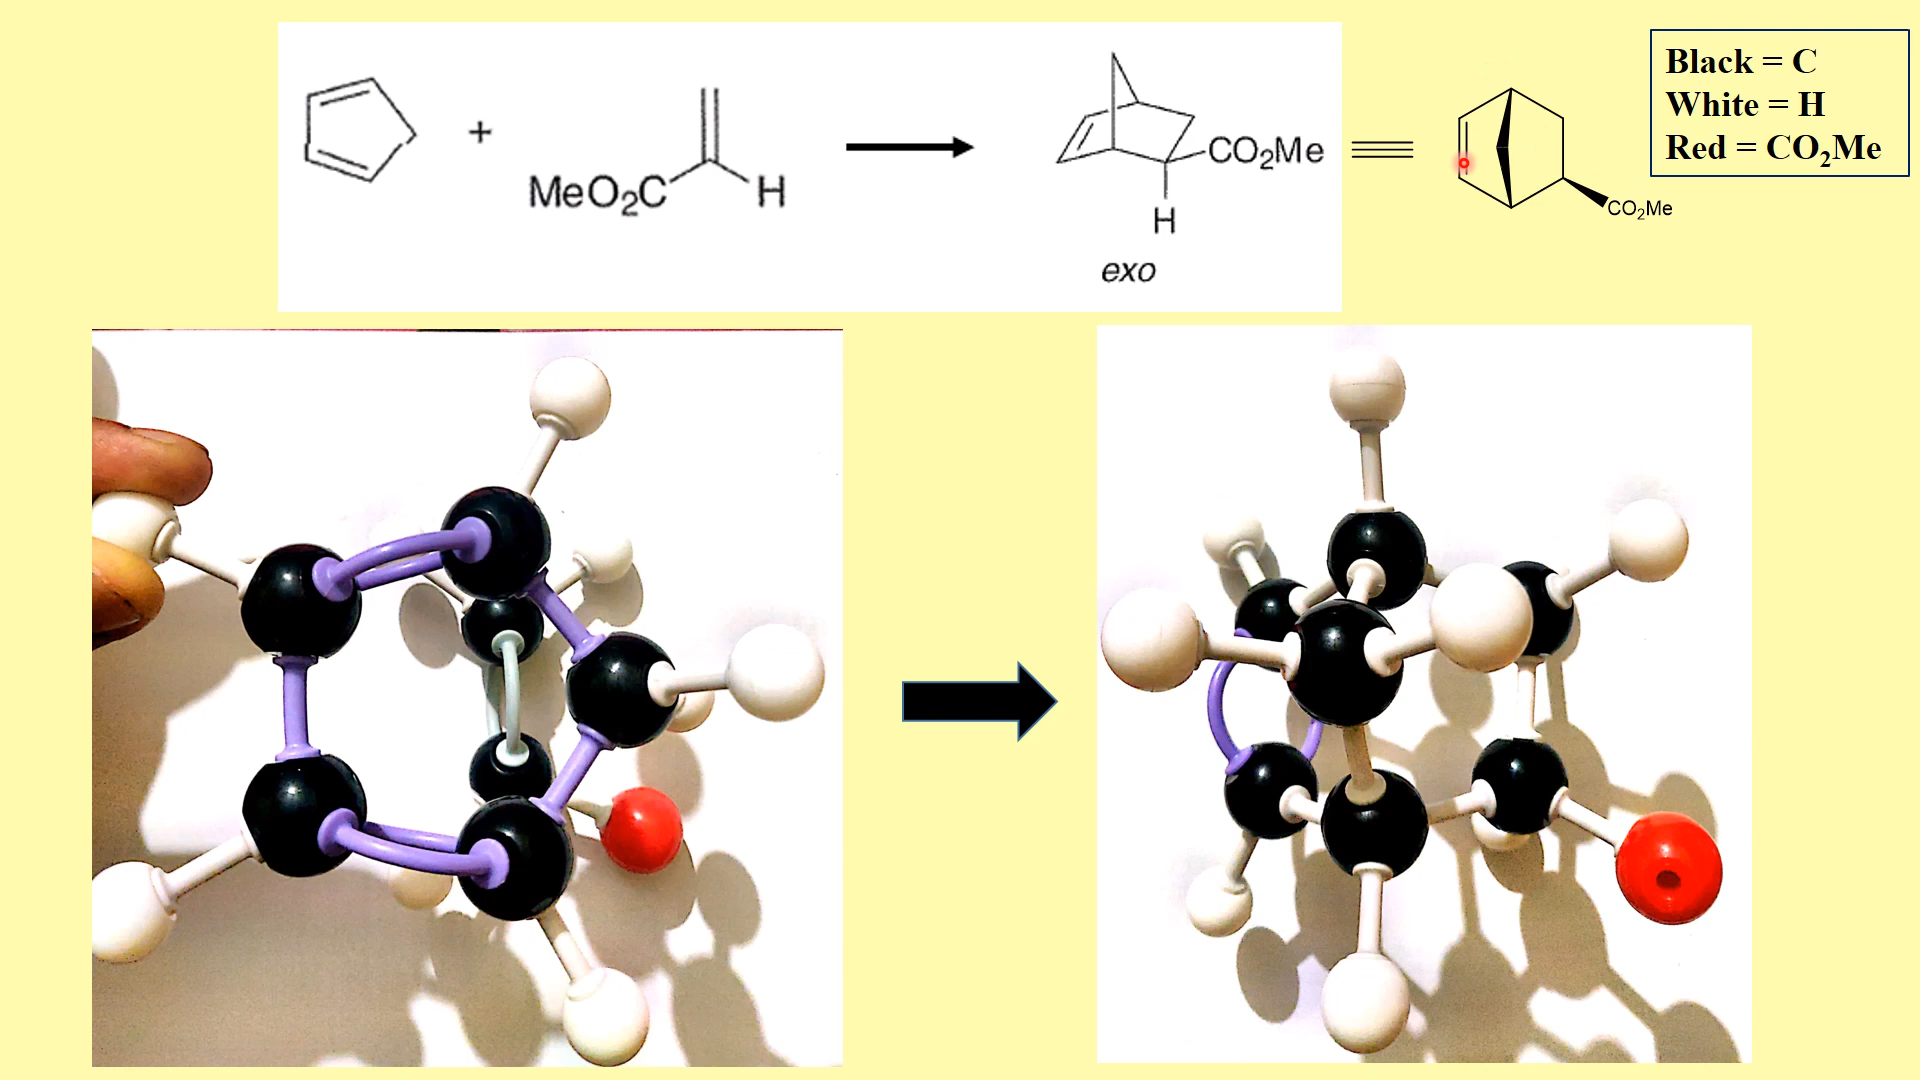 +
MeO₂C
H
CO₂Me
H
exo
CO₂Me
Black = C
White = H
Red = CO₂Me